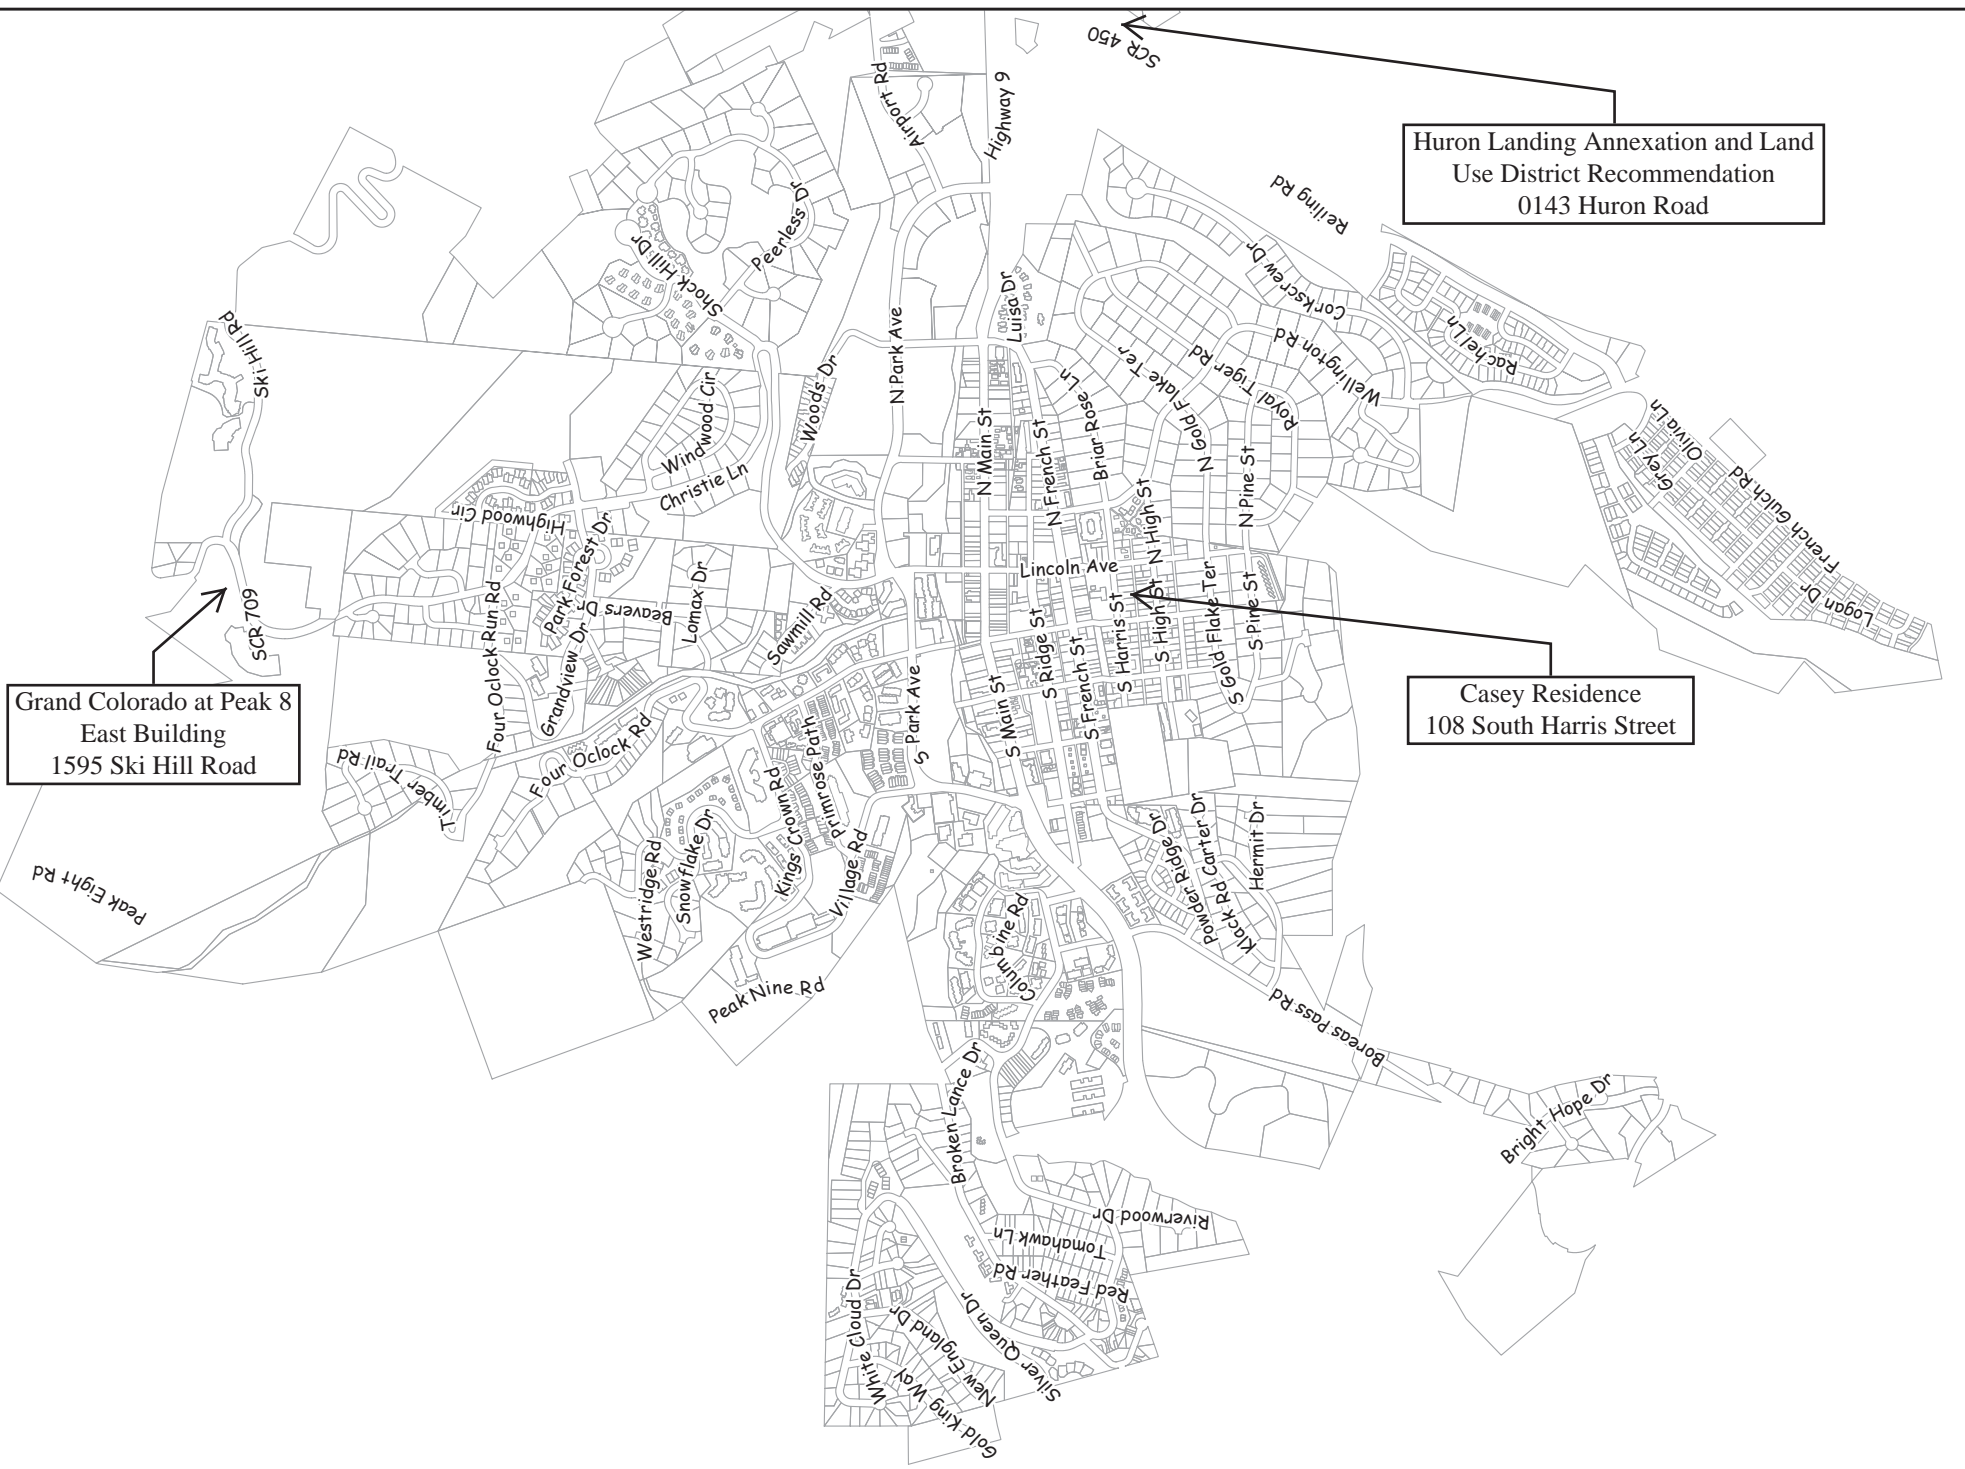 SCR 450
Huron Landing Annexation and Land
Use District Recommendation
0143 Huron Road
Airport Rd
Highway 9
Reiling Rd
Peerless Dr
Shock Hill Dr
Corkscrew Dr
Luisa Dr
Ski Hill Rd
N Park Ave
Wellington Rd
Rachel Ln
Gold Flake Ter
Royal Tiger Rd
Woods Dr
Windwood Cir
Christie Ln
N Main St
N French St
Briar Rose Ln
N Gold Flake Ter
N Pine St
Grey Ln
Olivia Ln
French Gulch Rd
Logan Dr
Highwood Cir
Park Forest Dr
N High St
Lincoln Ave
SCR 709
Four Oclock Run Rd
Grandview Dr
Beavers Dr
Lomax Dr
Sawmill Rd
S Ridge St
S French St
S Harris St
S High St
S Gold Flake Ter
S Pine St
Grand Colorado at Peak 8
East Building
1595 Ski Hill Road
Casey Residence
108 South Harris Street
S Park Ave
S Main St
Four Oclock Rd
Timber Trail Rd
Primrose Path
Kings Crown Rd
Village Rd
Snowflake Dr
Westridge Rd
Peak Eight Rd
Peak Nine Rd
Columbine Rd
Powder Ridge Dr
Carter Dr
Klack Rd
Hermit Dr
Boreas Pass Rd
Bright Hope Dr
Broken Lance Dr
Riverwood Dr
Tomahawk Ln
Red Feather Rd
White Cloud Dr
New England Dr
Silver Queen Dr
Gold King Way